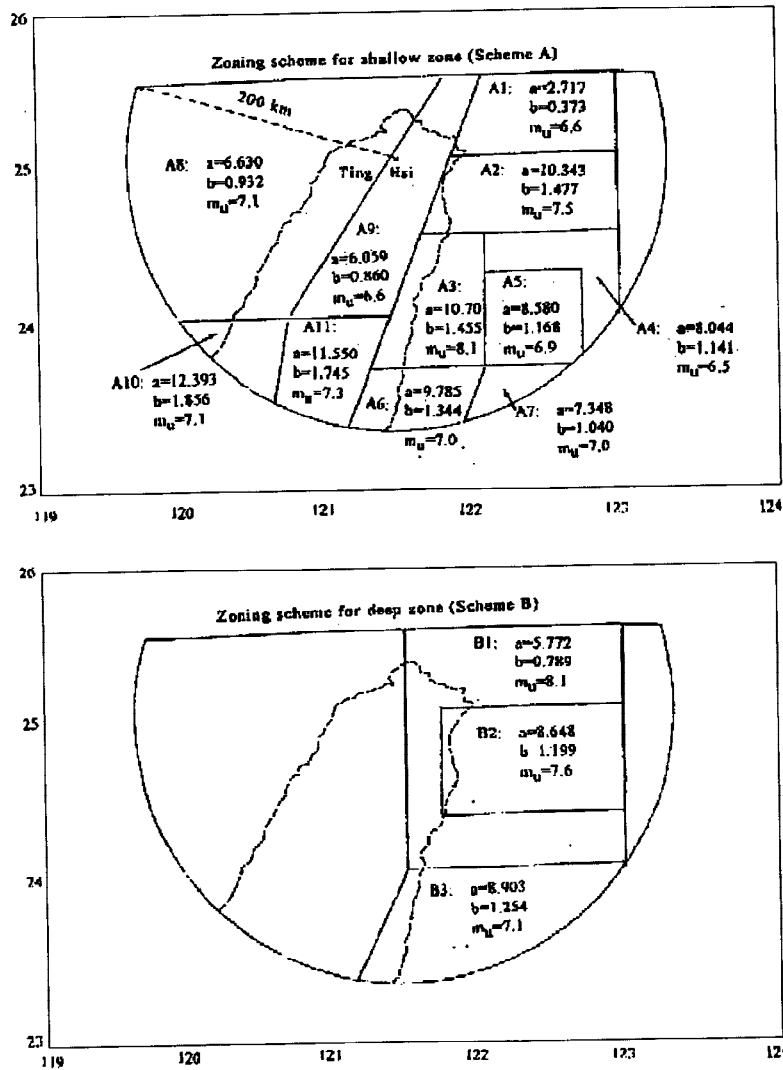 26
Zoning scheme for shallow zone (Scheme A)
A1: a=2.717
b=0.373
mu=6.6
200 km
25
A8: a=6.630
b=0.932
mu=7.1
Ting Hsi
A2: a=10.343
b=1.477
mu=7.5
A9:
a=6.059
b=0.860
mu=6.6
A3:
a=10.70
b=1.455
mu=8.1
A5:
a=8.580
b=1.168
mu=6.9
A4: a=8.044
b=1.141
mu=6.5
24
A11:
a=11.550
b=1.745
mu=7.3
A10: a=12.393
b=1.856
mu=7.1
A6: a=9.785
b=1.344
mu=7.0
A7: a=7.348
b=1.040
mu=7.0
23
119 120 121 122 123 124
26
Zoning scheme for deep zone (Scheme B)
B1: a=5.772
b=0.789
mu=8.1
25
B2: a=8.648
b 1.199
mu=7.6
24
B3: a=8.903
b=1.254
mu=7.1
23
119 120 121 122 123 12